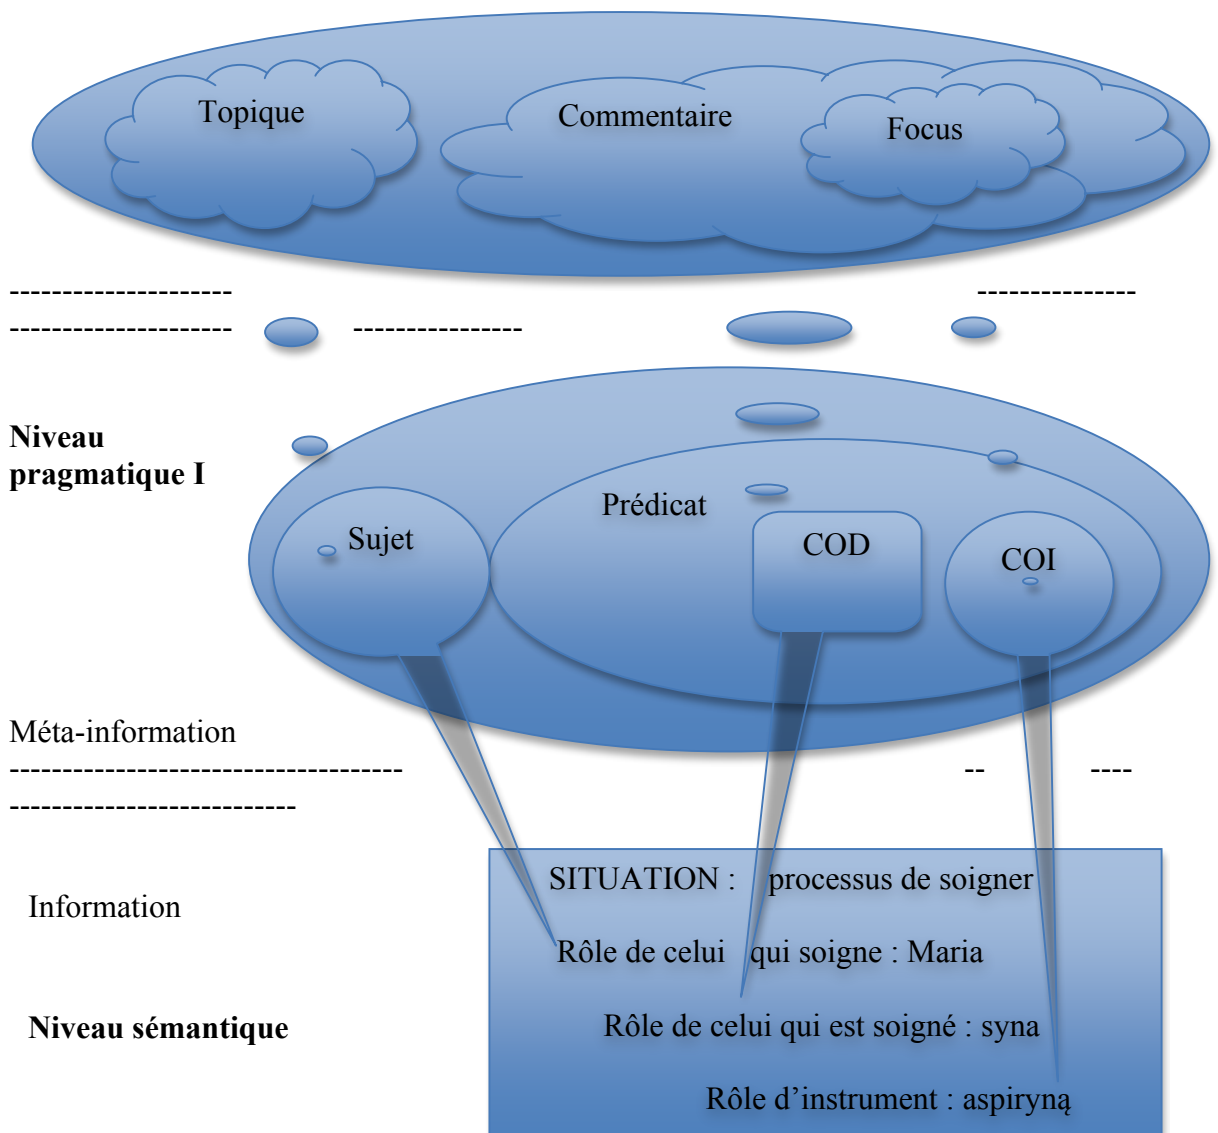 Topique
Commentaire
Focus
---------------------
---------------
---------------------
----------------
Niveau
pragmatique I
Prédicat
Sujet
COD
COI
Méta-information
-------------------------------------
--
----
---------------------------
SITUATION : processus de soigner
Information
Rôle de celui qui soigne : Maria
Niveau sémantique
Rôle de celui qui est soigné : syna
Rôle d’instrument : aspiryną